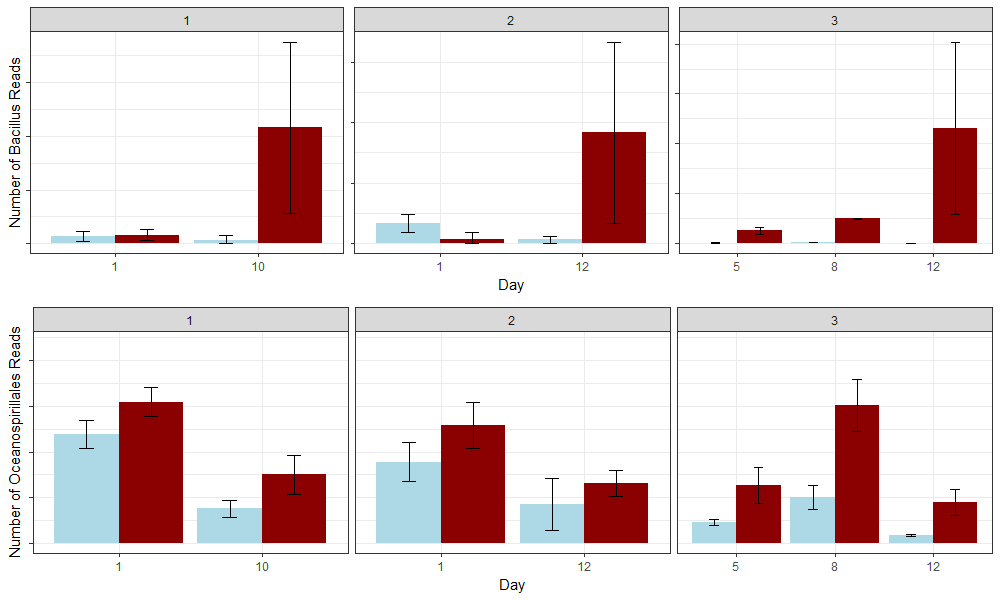 1 2 3
Number of Bacillus Reads
1 10 1 12 5 8 12
Day
1 2 3
Number of Oceanospirillales Reads
1 10 1 12 5 8 12
Day